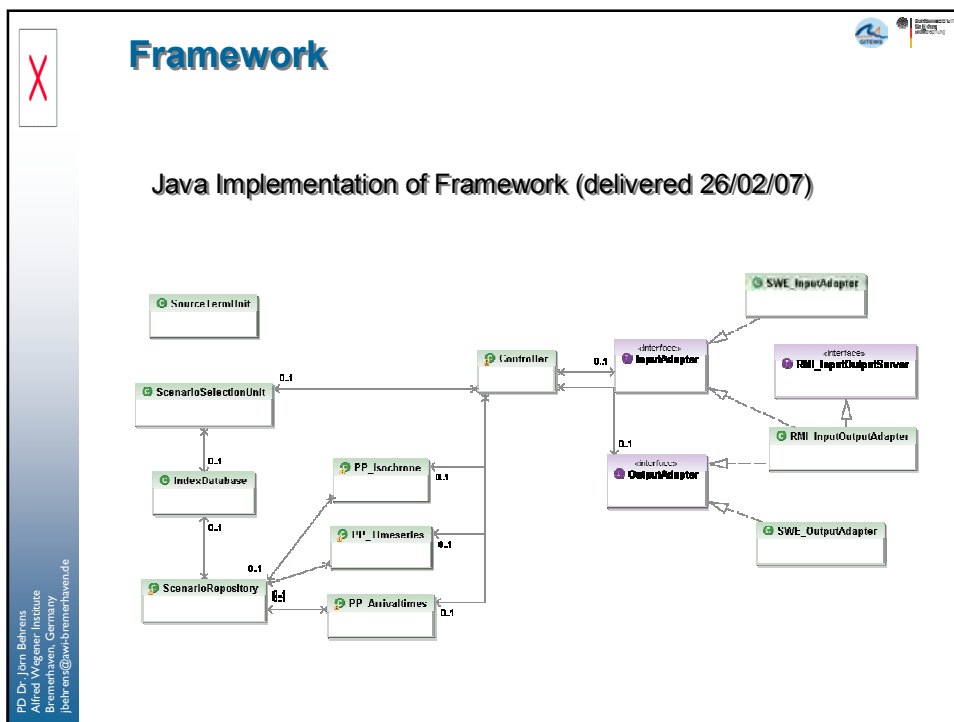 Framework
GITEWS
Java Implementation of Framework (delivered 26/02/07)
SWE_InputAdapter
SourceTermUnit
«interface»
InputAdapter
«interface»
RMI_InputOutputServer
Controller
0..1
0..1
ScenarioSelectionUnit
RMI_InputOutputAdapter
0..1
«interface»
OutputAdapter
0..1
PP_Isochrone
0..1
IndexDatabase
0..1
SWE_OutputAdapter
PP_Timeseries
0..1
0..1
ScenarioRepository
PP_Arrivaltimes
0..1
PD Dr. Jörn Behrens
Alfred Wegener Institute
Bremerhaven, Germany
jbehrens@awi-bremerhaven.de